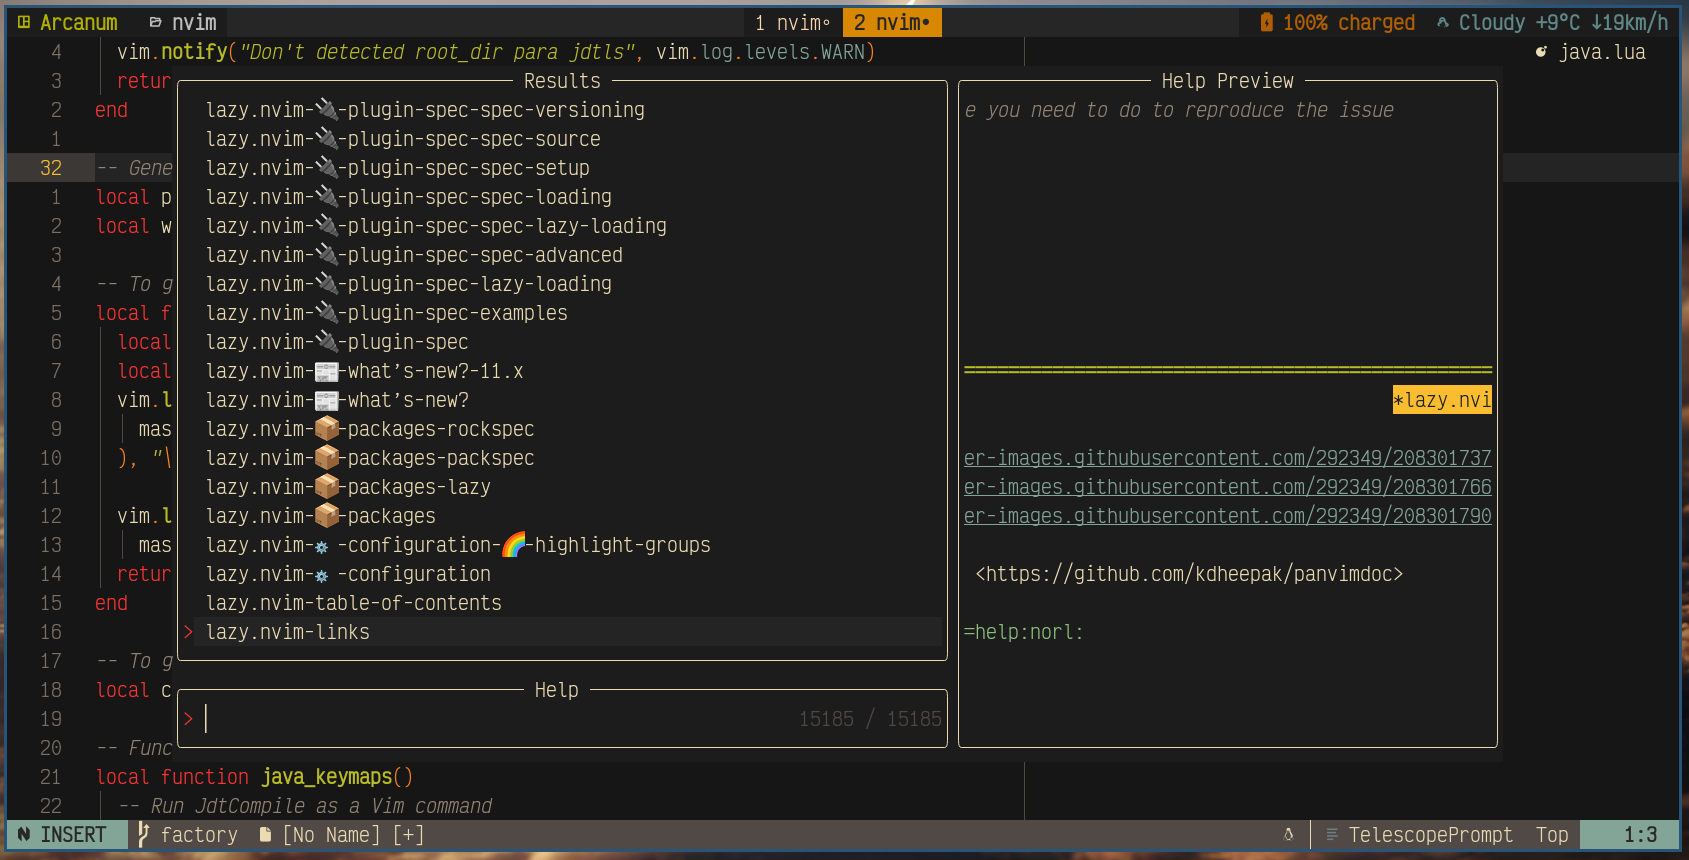 Arcanum nvim 1 nvim◦ 2 nvim• 100% charged Cloudy +9°C ↓19km/h
4 vim.notify("Don't detected root_dir para jdtls", vim.log.levels.WARN) java.lua
3 retur
2 end
1
32 -- Gene
1 local p
2 local w
3
4 -- To g
5 local f
6 local
7 local
8 vim.l
9 mas
10 ), "\
11
12 vim.l
13 mas
14 retur
15 end
16
17 -- To g
18 local c
19
20 -- Func
21 local function java_keymaps()
22 -- Run JdtCompile as a Vim command
Results
lazy.nvim-🔌-plugin-spec-spec-versioning
lazy.nvim-🔌-plugin-spec-spec-source
lazy.nvim-🔌-plugin-spec-spec-setup
lazy.nvim-🔌-plugin-spec-spec-loading
lazy.nvim-🔌-plugin-spec-spec-lazy-loading
lazy.nvim-🔌-plugin-spec-spec-advanced
lazy.nvim-🔌-plugin-spec-lazy-loading
lazy.nvim-🔌-plugin-spec-examples
lazy.nvim-🔌-plugin-spec
lazy.nvim-📰-what’s-new?-11.x
lazy.nvim-📰-what’s-new?
lazy.nvim-📦-packages-rockspec
lazy.nvim-📦-packages-packspec
lazy.nvim-📦-packages-lazy
lazy.nvim-📦-packages
lazy.nvim-⚙️-configuration-🌈-highlight-groups
lazy.nvim-⚙️-configuration
lazy.nvim-table-of-contents
> lazy.nvim-links
Help
> 15185 / 15185
Help Preview
e you need to do to reproduce the issue
================================================
*lazy.nvi
er-images.githubusercontent.com/292349/208301737
er-images.githubusercontent.com/292349/208301766
er-images.githubusercontent.com/292349/208301790
<https://github.com/kdheepak/panvimdoc>
=help:norl:
INSERT factory [No Name] [+] TelescopePrompt Top 1:3